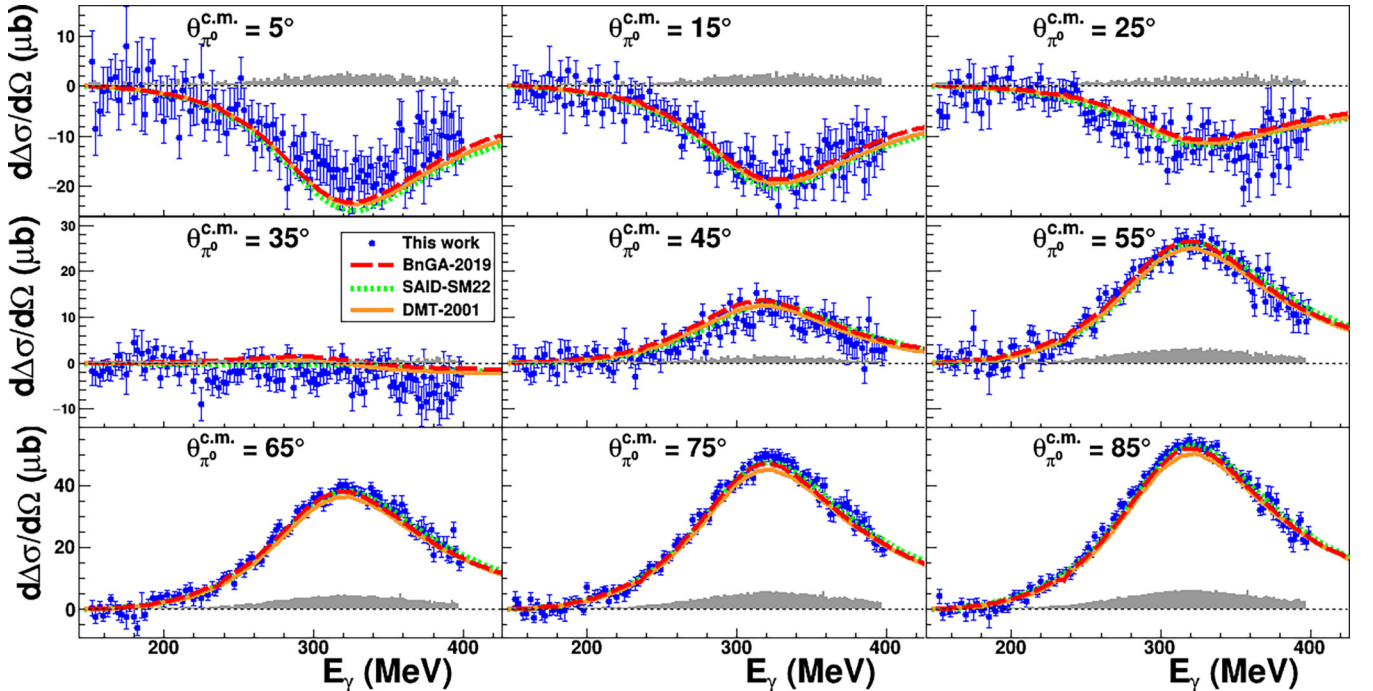 θπ⁰ᶜ·ᵐ· = 5° θπ⁰ᶜ·ᵐ· = 15° θπ⁰ᶜ·ᵐ· = 25°
dΔσ/dΩ (μb)
10
0
−10
−20
θπ⁰ᶜ·ᵐ· = 35° θπ⁰ᶜ·ᵐ· = 45° θπ⁰ᶜ·ᵐ· = 55°
This work
BnGA-2019
SAID-SM22
DMT-2001
dΔσ/dΩ (μb)
30
20
10
0
−10
θπ⁰ᶜ·ᵐ· = 65° θπ⁰ᶜ·ᵐ· = 75° θπ⁰ᶜ·ᵐ· = 85°
dΔσ/dΩ (μb)
40
20
0
200 300 400 200 300 400 200 300 400
Eγ (MeV) Eγ (MeV) Eγ (MeV)